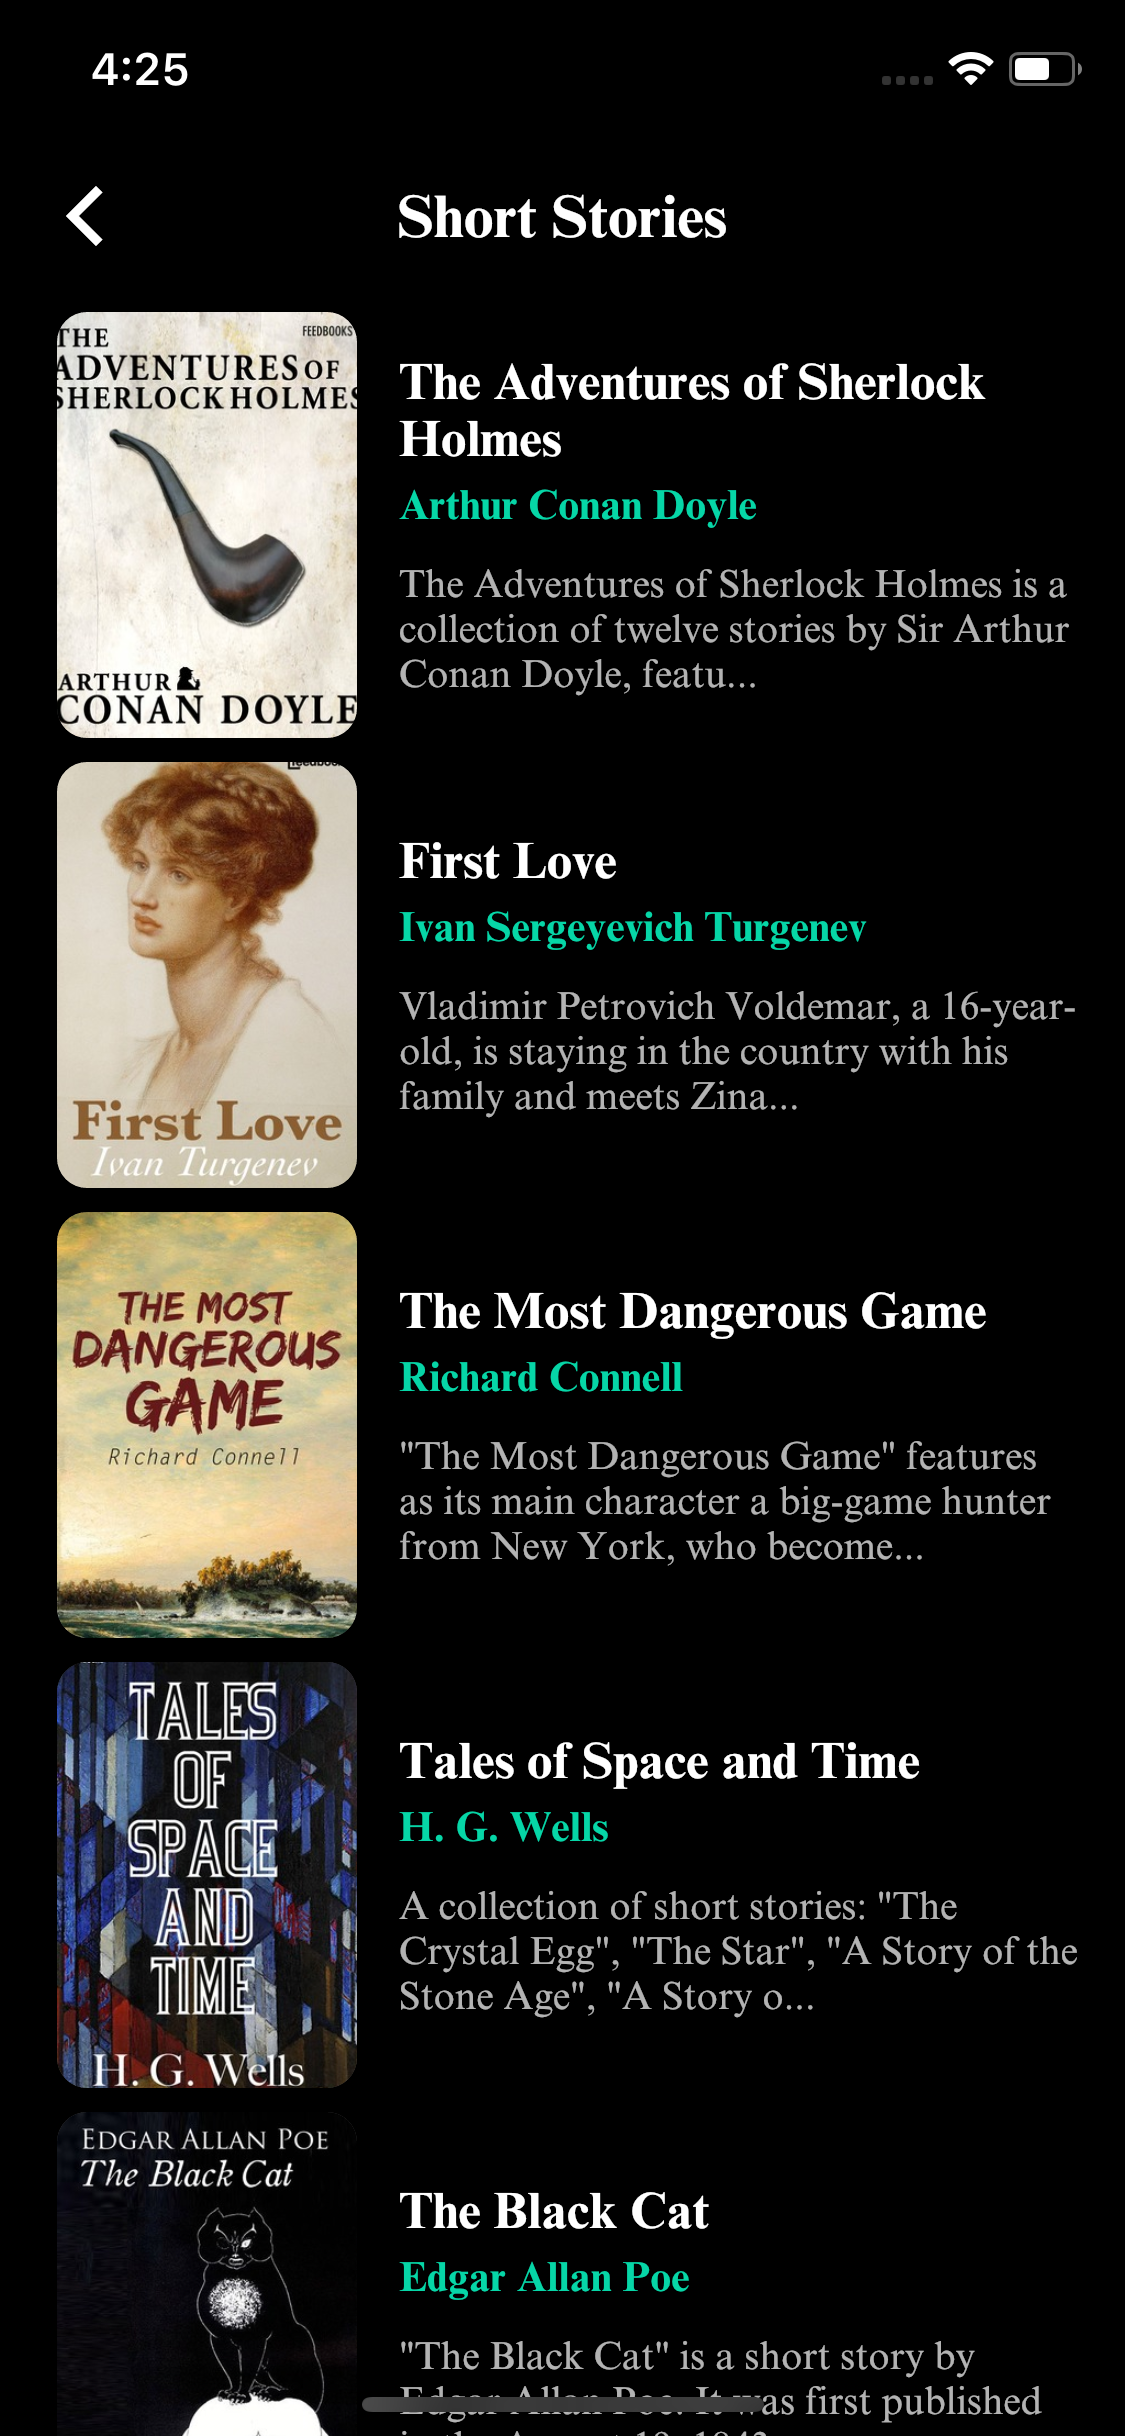 4:25
Short Stories
THE
FEEDBOOKS
ADVENTURES OF
SHERLOCK HOLMES
ARTHUR
CONAN DOYLE
The Adventures of Sherlock
Holmes
Arthur Conan Doyle
The Adventures of Sherlock Holmes is a
collection of twelve stories by Sir Arthur
Conan Doyle, featu...
First Love
Ivan Turgenev
First Love
Ivan Sergeyevich Turgenev
Vladimir Petrovich Voldemar, a 16-year-
old, is staying in the country with his
family and meets Zina...
THE MOST
DANGEROUS
GAME
Richard Connell
The Most Dangerous Game
Richard Connell
"The Most Dangerous Game" features
as its main character a big-game hunter
from New York, who become...
TALES
OF
SPACE
AND
TIME
H. G. Wells
Tales of Space and Time
H. G. Wells
A collection of short stories: "The
Crystal Egg", "The Star", "A Story of the
Stone Age", "A Story o...
EDGAR ALLAN POE
The Black Cat
The Black Cat
Edgar Allan Poe
"The Black Cat" is a short story by
Edgar Allan Poe. It was first published